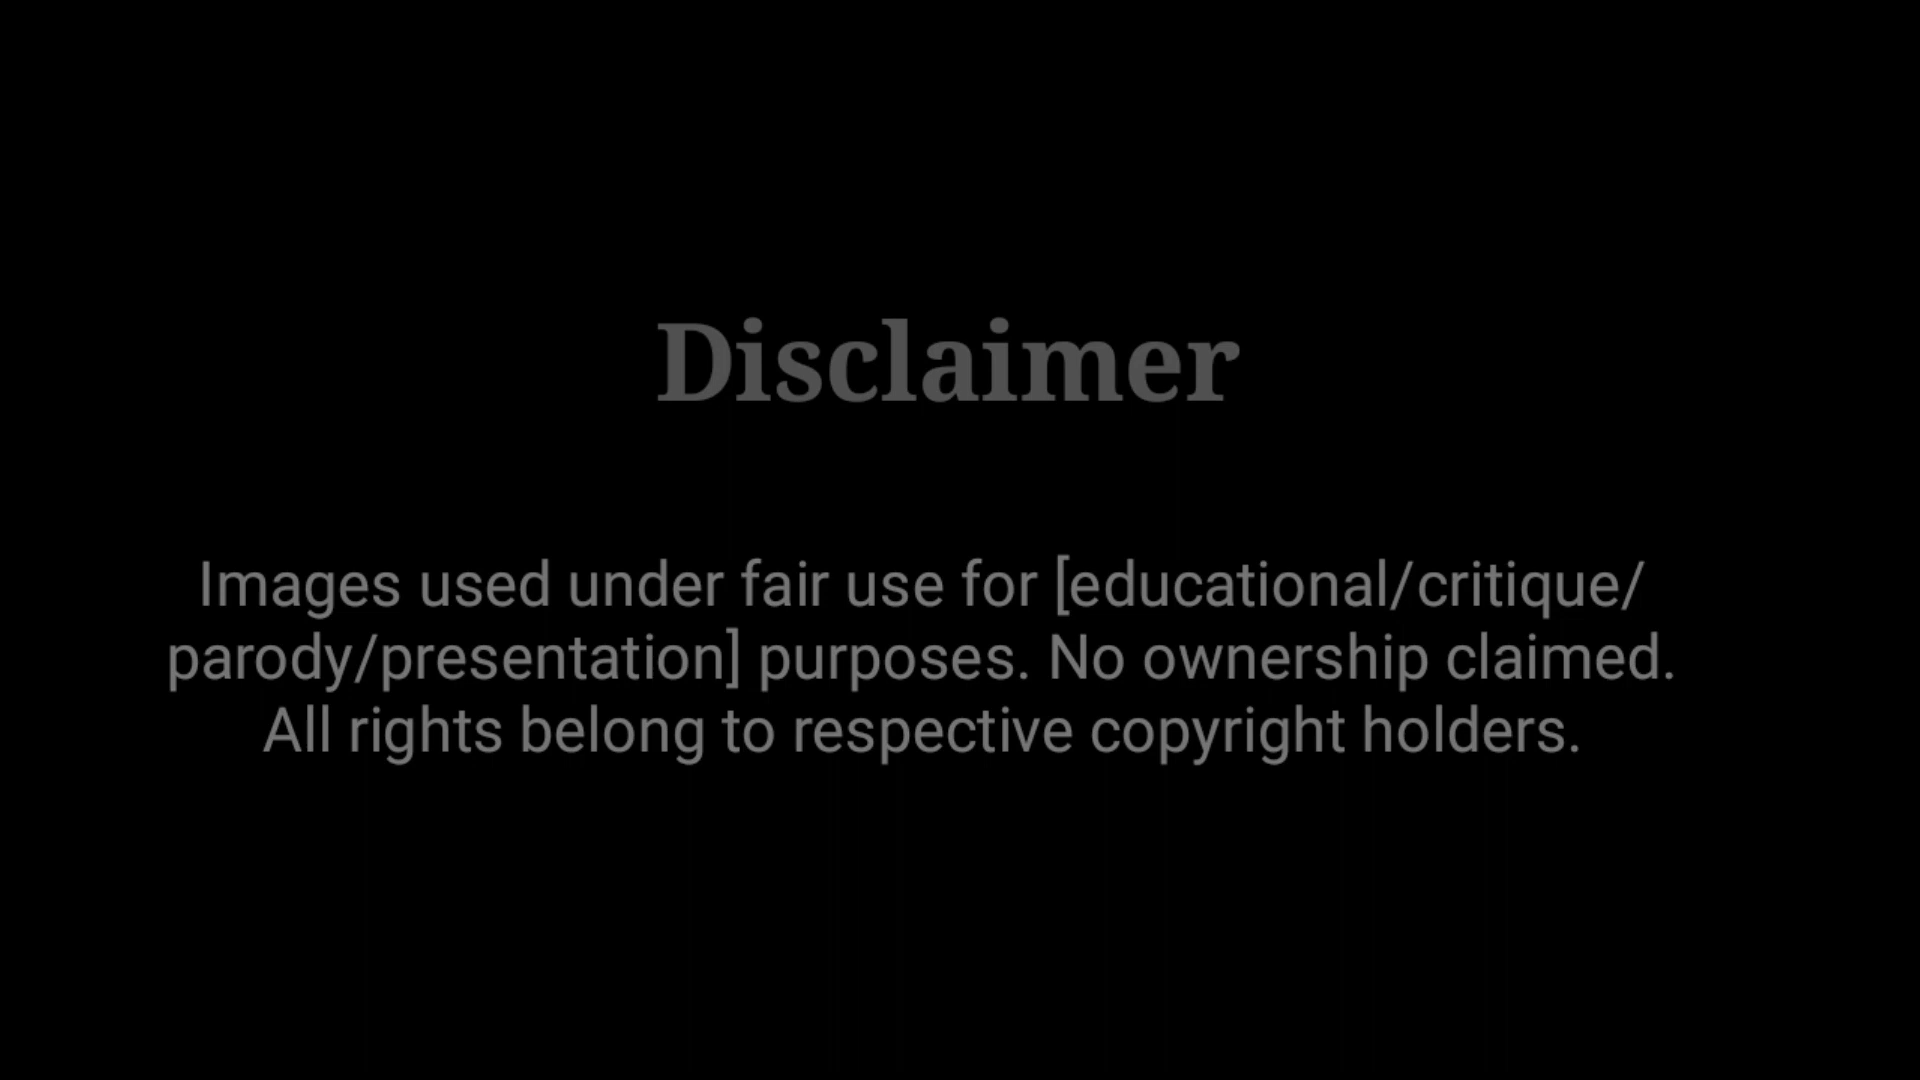 Disclaimer
Images used under fair use for [educational/critique/
parody/presentation] purposes. No ownership claimed.
All rights belong to respective copyright holders.